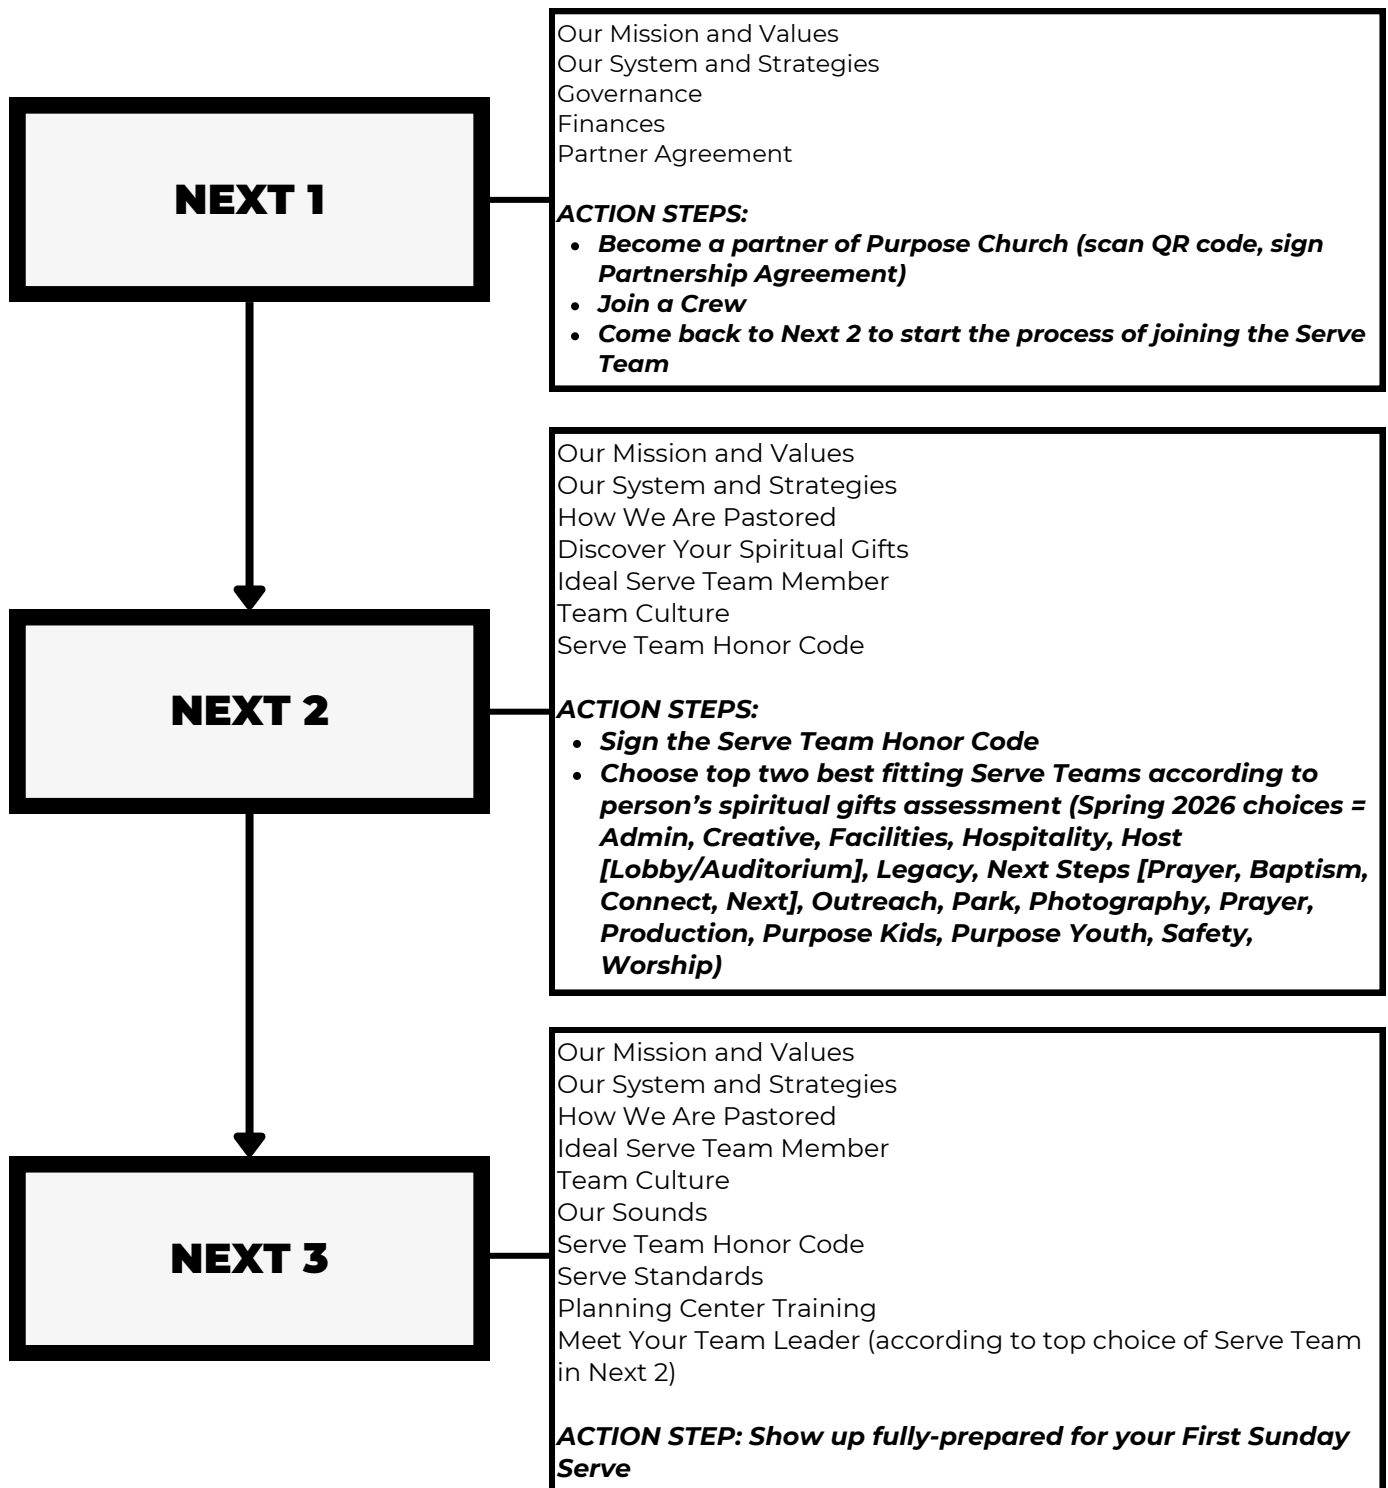 NEXT 1
Our Mission and Values
Our System and Strategies
Governance
Finances
Partner Agreement
ACTION STEPS:
• Become a partner of Purpose Church (scan QR code, sign
Partnership Agreement)
• Join a Crew
• Come back to Next 2 to start the process of joining the Serve
Team
NEXT 2
Our Mission and Values
Our System and Strategies
How We Are Pastored
Discover Your Spiritual Gifts
Ideal Serve Team Member
Team Culture
Serve Team Honor Code
ACTION STEPS:
• Sign the Serve Team Honor Code
• Choose top two best fitting Serve Teams according to
person's spiritual gifts assessment (Spring 2026 choices =
Admin, Creative, Facilities, Hospitality, Host
[Lobby/Auditorium], Legacy, Next Steps [Prayer, Baptism,
Connect, Next], Outreach, Park, Photography, Prayer,
Production, Purpose Kids, Purpose Youth, Safety,
Worship)
NEXT 3
Our Mission and Values
Our System and Strategies
How We Are Pastored
Ideal Serve Team Member
Team Culture
Our Sounds
Serve Team Honor Code
Serve Standards
Planning Center Training
Meet Your Team Leader (according to top choice of Serve Team
in Next 2)
ACTION STEP: Show up fully-prepared for your First Sunday
Serve